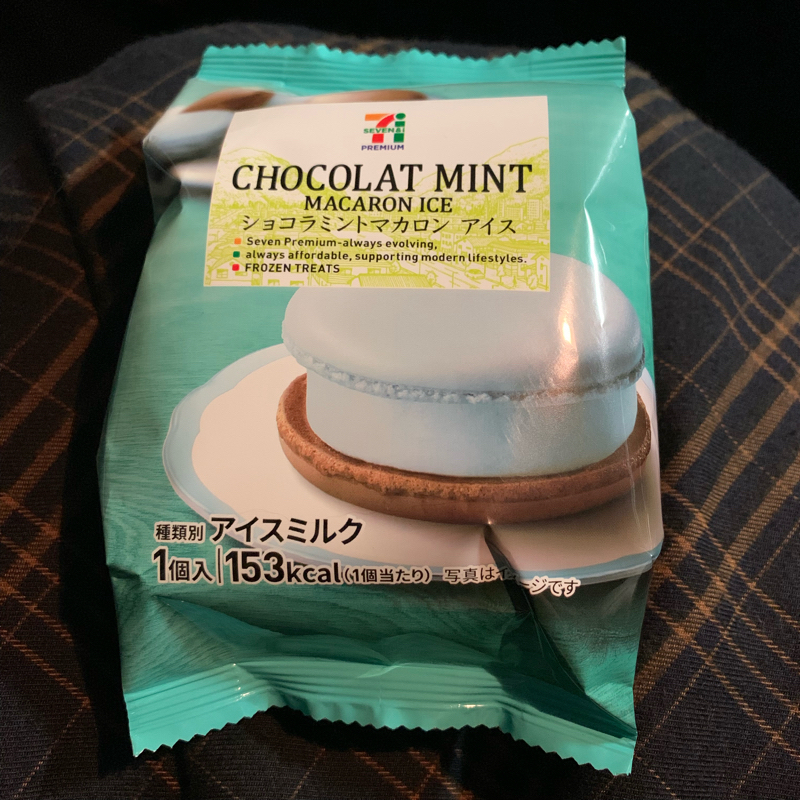 SEVEN&i
PREMIUM
CHOCOLAT MINT
MACARON ICE
ショコラミントマカロン アイス
Seven Premium-always evolving,
always affordable, supporting modern lifestyles.
FROZEN TREATS
種類別 アイスミルク
1個入|153kcal(1個当たり) 写真はイ ージです